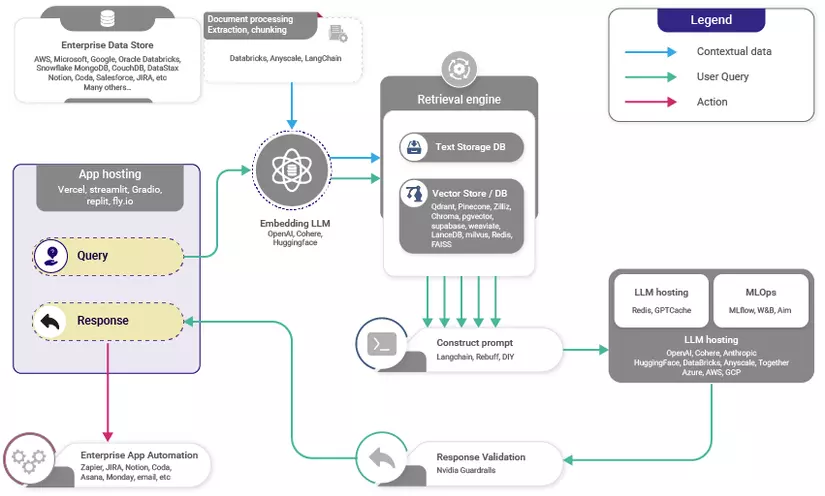 Enterprise Data Store
AWS, Microsoft, Google, Oracle Databricks,
Snowflake MongoDB, CouchDB, DataStax
Notion, Coda, Salesforce, JIRA, etc
Many others...
Document processing
Extraction, chunking
Databricks, Anyscale, LangChain
Retrieval engine
Text Storage DB
Vector Store / DB
Qdrant, Pinecone, Zilliz,
Chroma, pgvector,
supabase, weaviate,
LanceDB, milvus, Redis,
FAISS
Legend
Contextual data
User Query
Action
App hosting
Vercel, streamlit, Gradio,
replit, fly.io
Query
Response
Embedding LLM
OpenAI, Cohere,
Huggingface
Construct prompt
Langchain, Rebuff, DIY
LLM hosting
Redis, GPTCache
MLOps
MLflow, W&B, Aim
LLM hosting
OpenAI, Cohere, Anthropic
HuggingFace, DataBricks, Anyscale, Together
Azure, AWS, GCP
Enterprise App Automation
Zapier, JIRA, Notion, Coda,
Asana, Monday, email, etc
Response Validation
Nvidia Guardrails